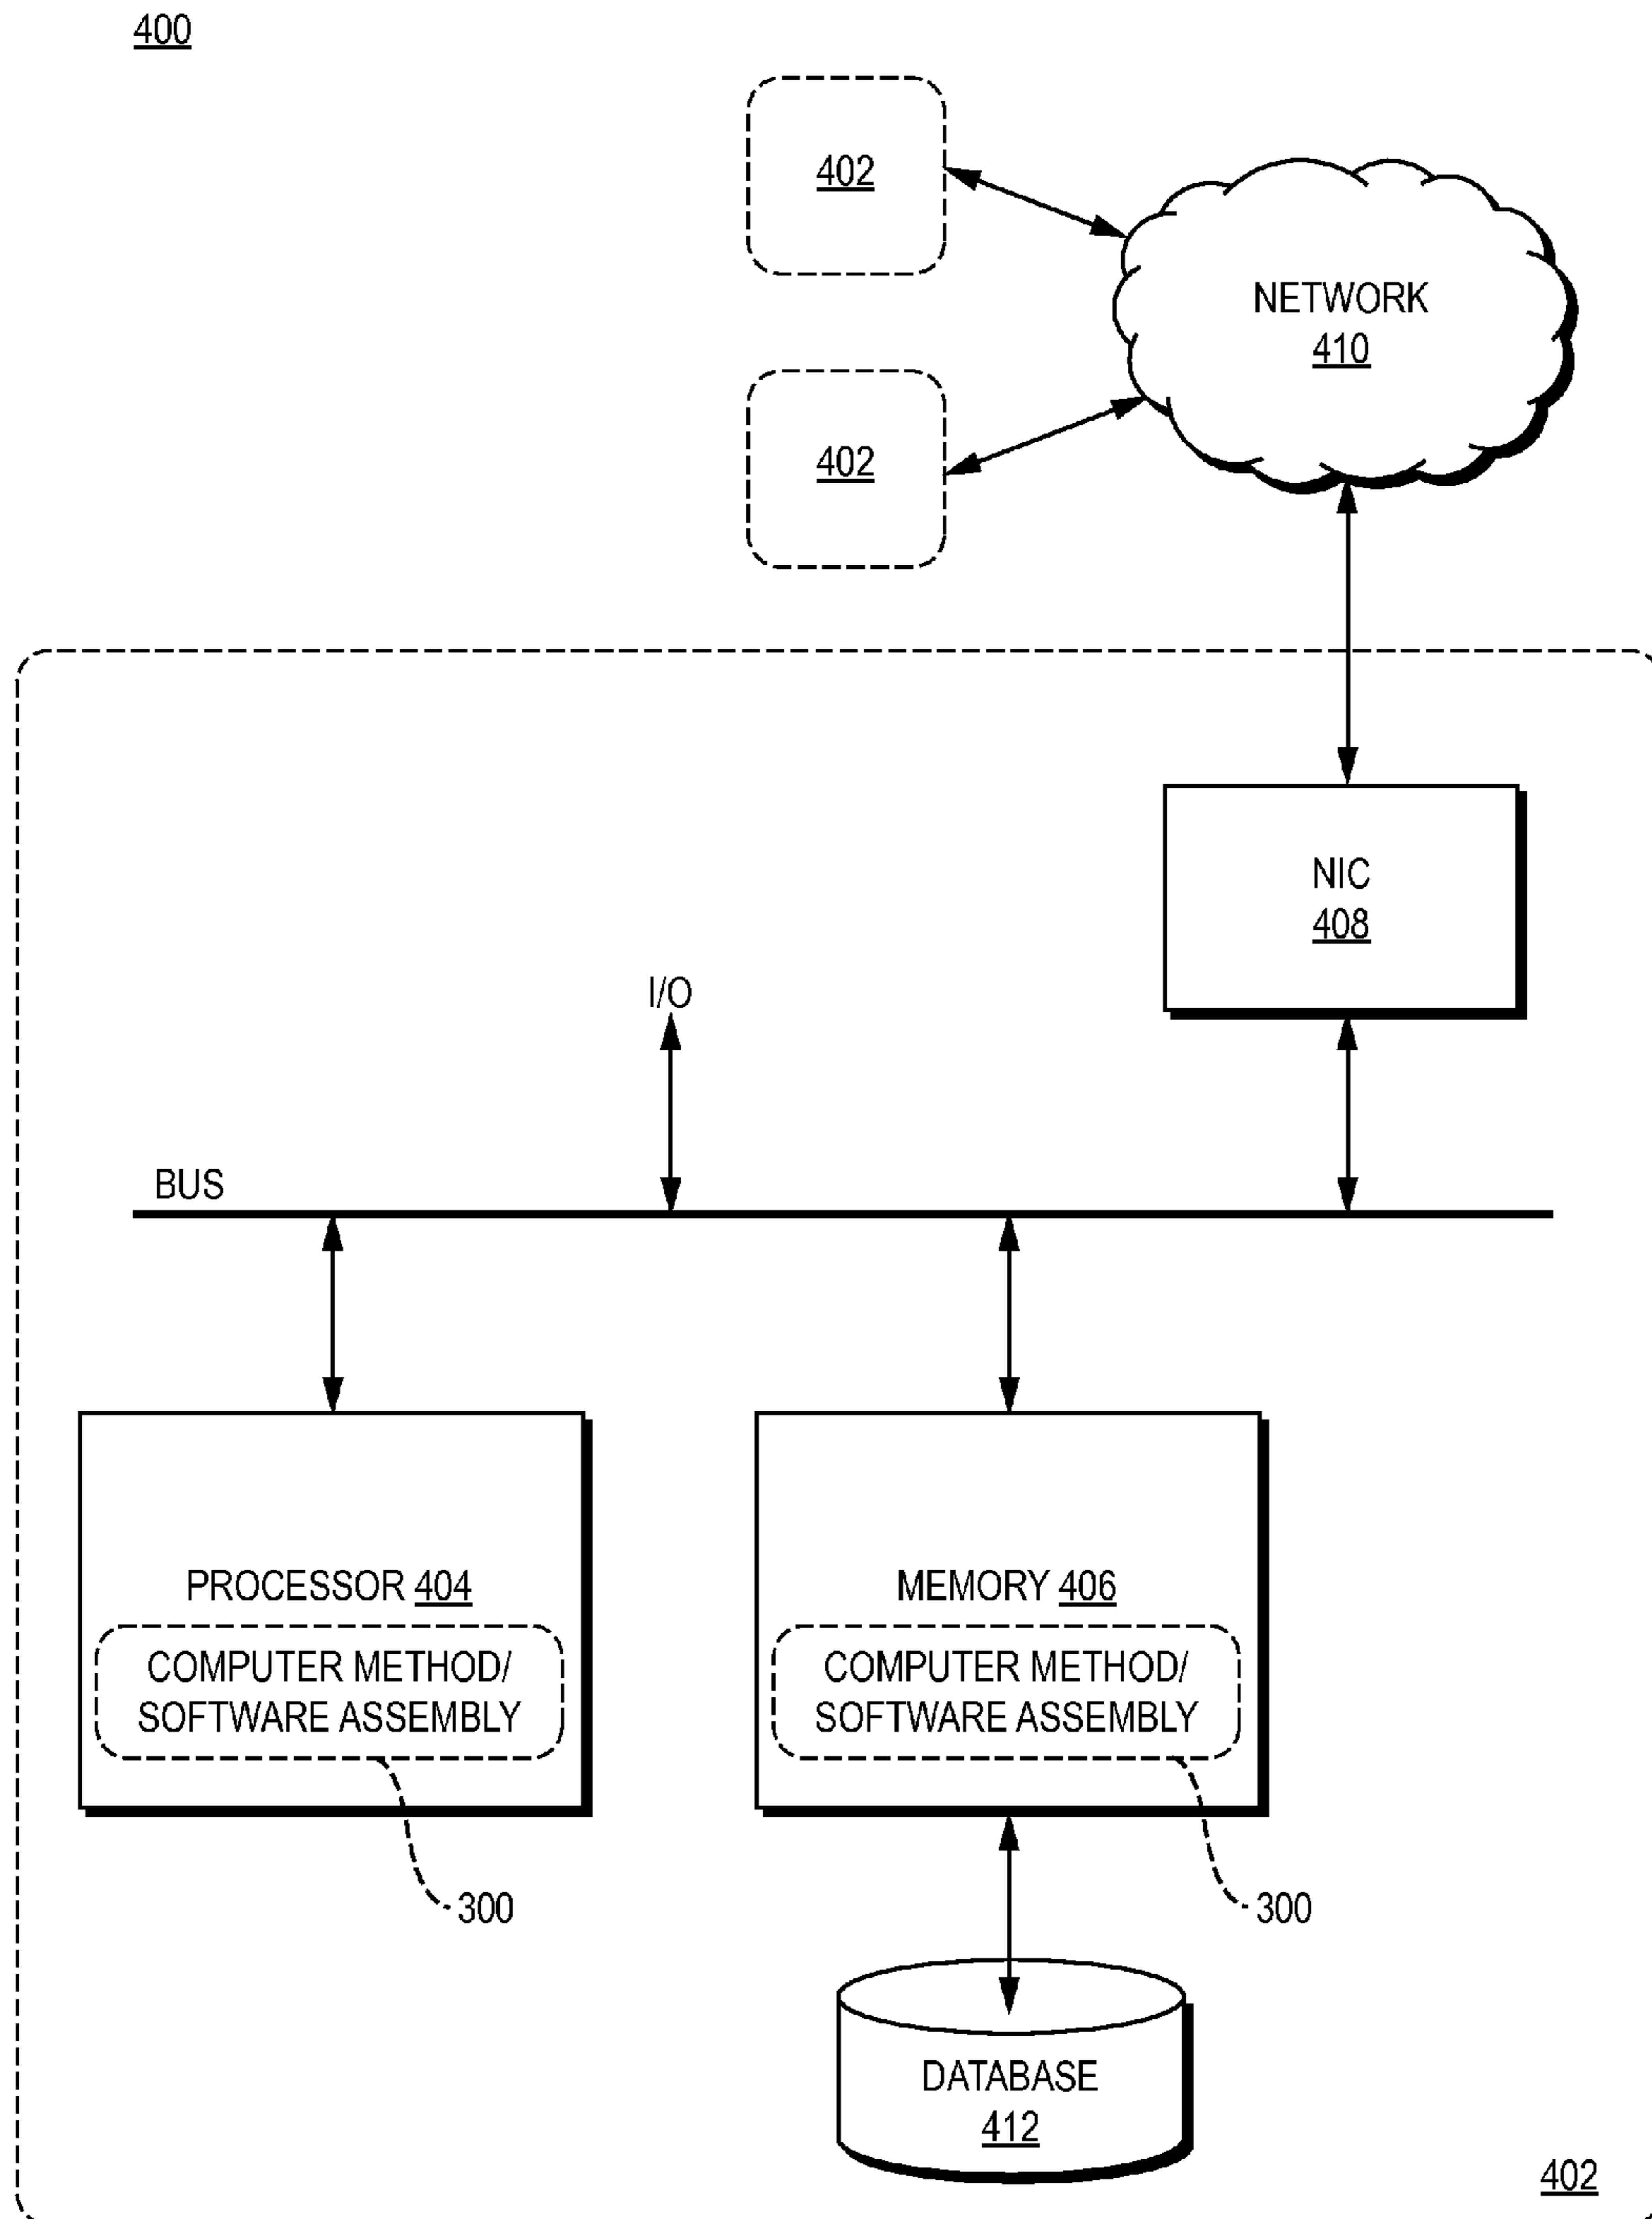 400
402
NETWORK
410
402
NIC
408
I/O
BUS
PROCESSOR 404
COMPUTER METHOD/
SOFTWARE ASSEMBLY
MEMORY 406
COMPUTER METHOD/
SOFTWARE ASSEMBLY
300
300
DATABASE
412
402